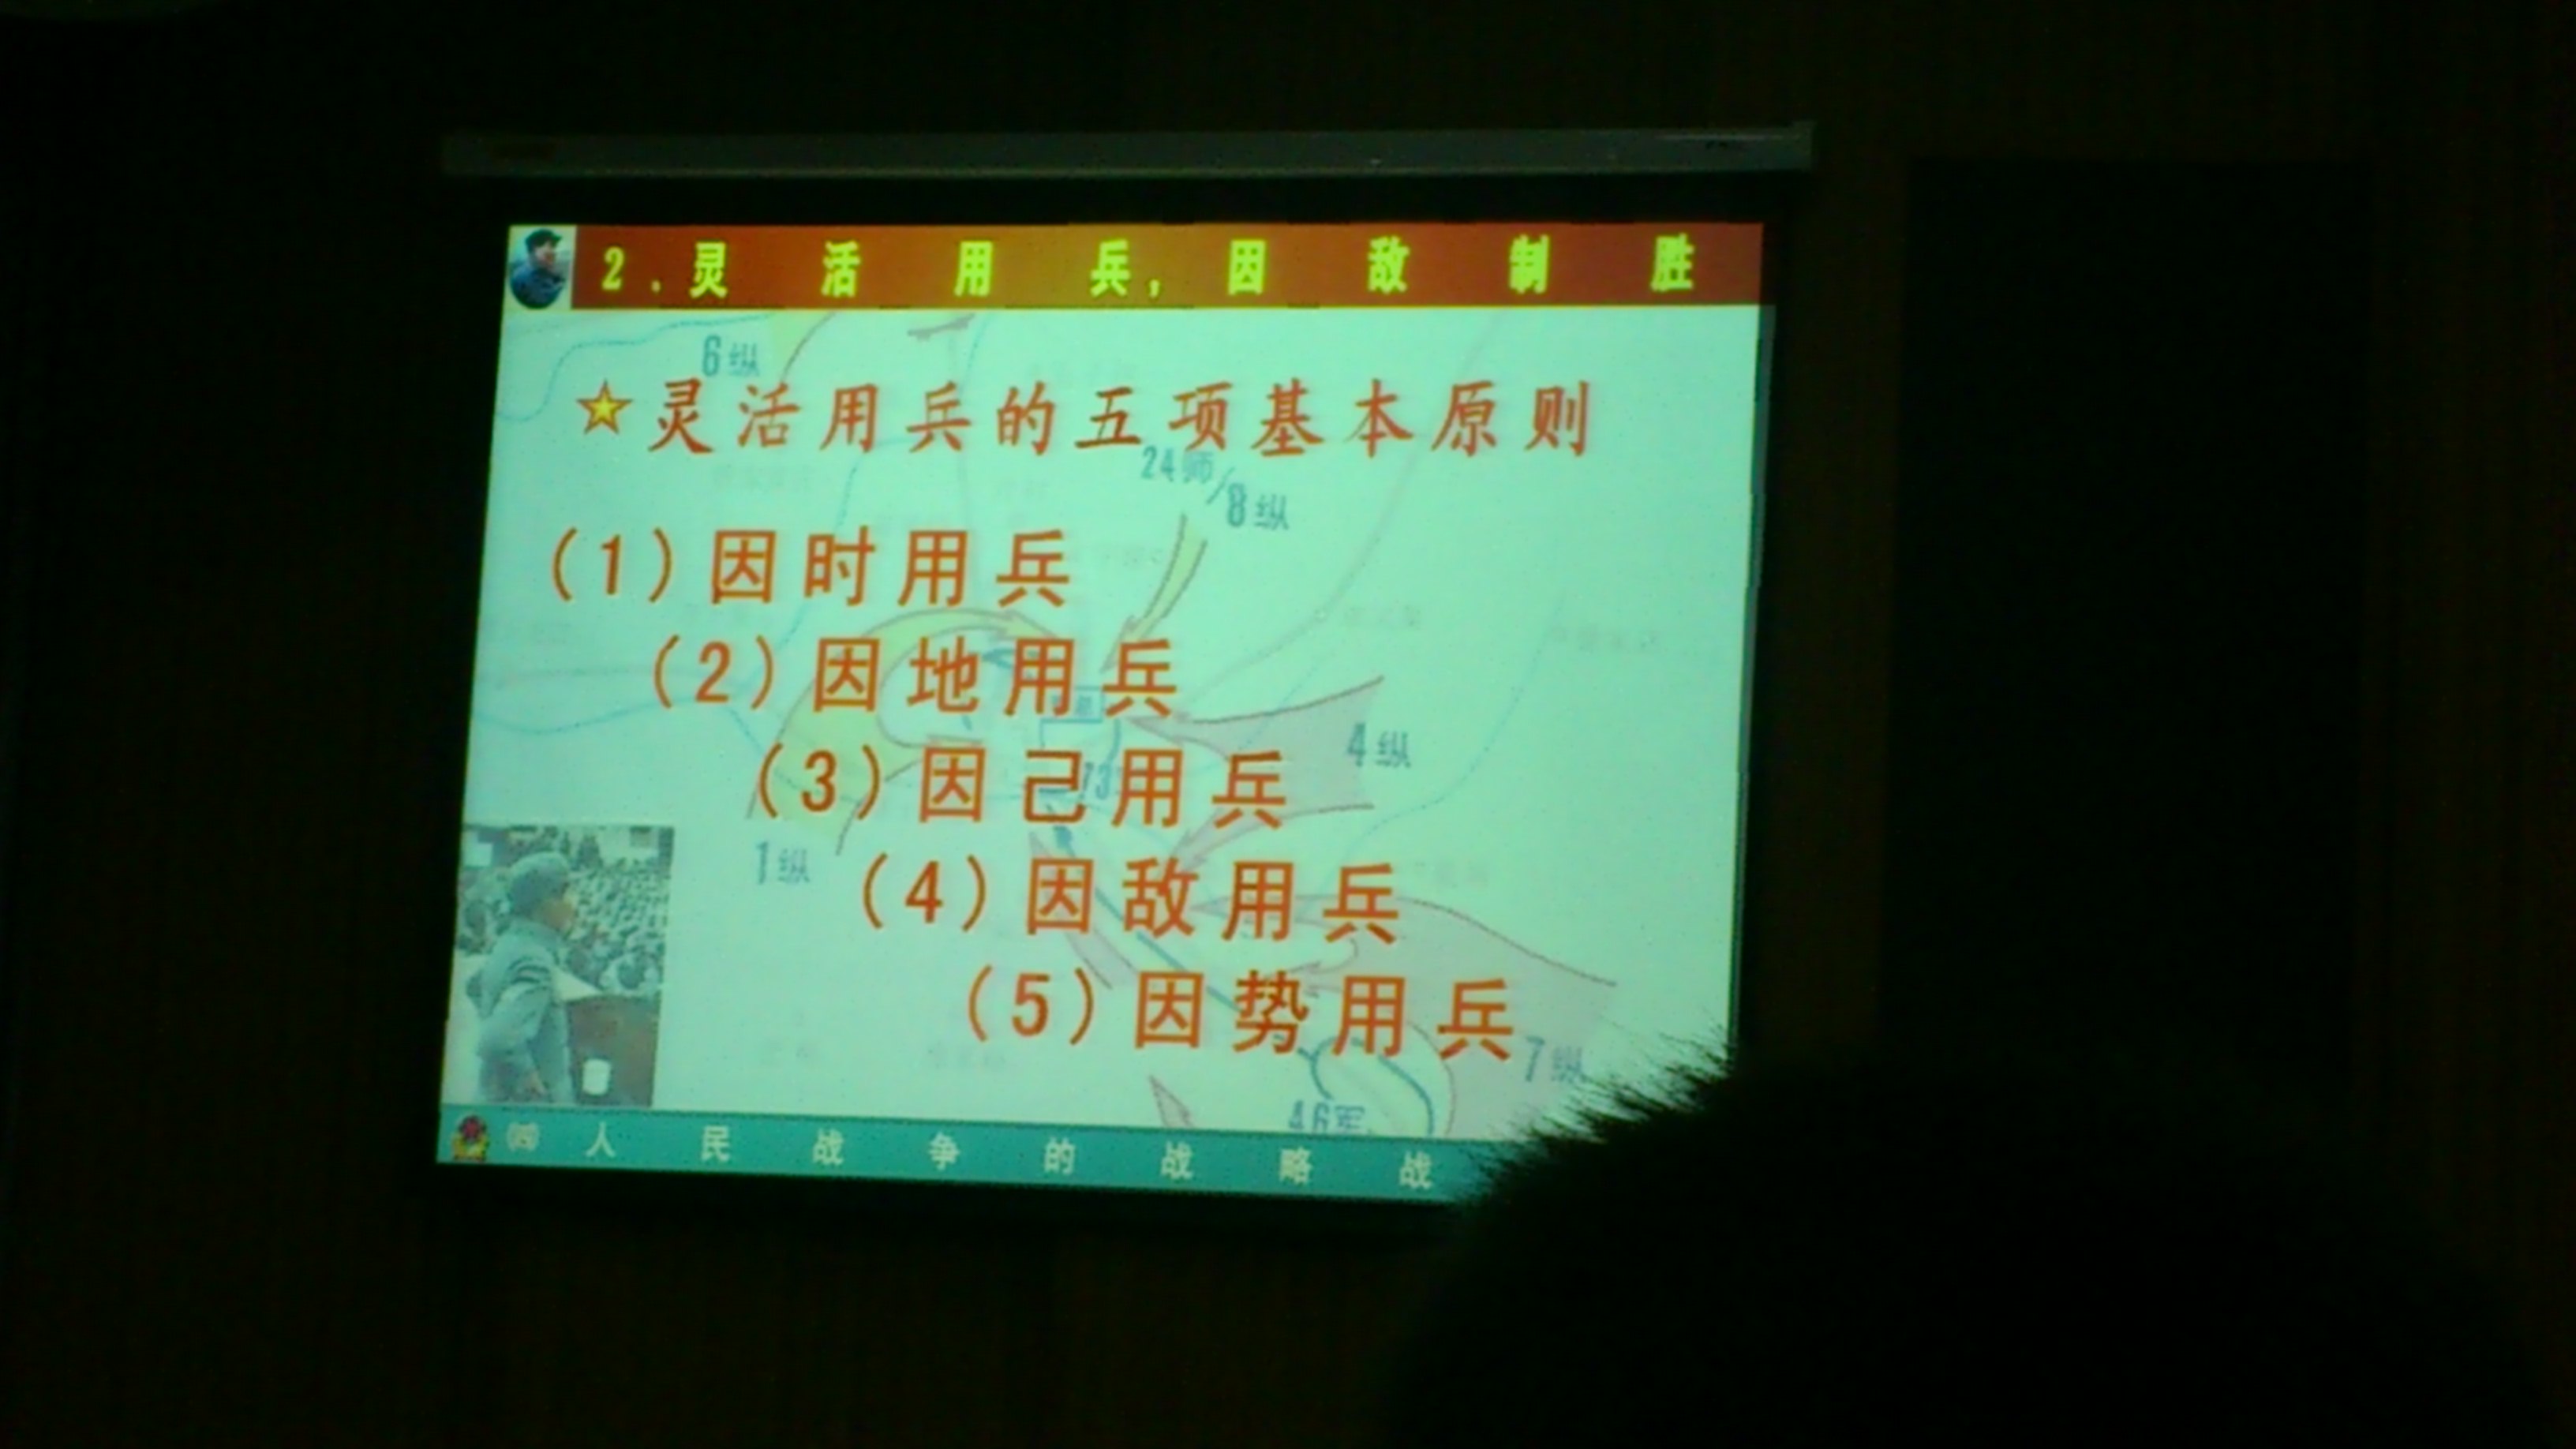 2.灵活用兵,因敌制胜
6纵
灵活用兵的五项基本原则
24师/8纵
(1)因时用兵
(2)因地用兵
4纵
(3)因己用兵
1纵
(4)因敌用兵
(5)因势用兵
7纵
46军
㈣人民战争的战略战